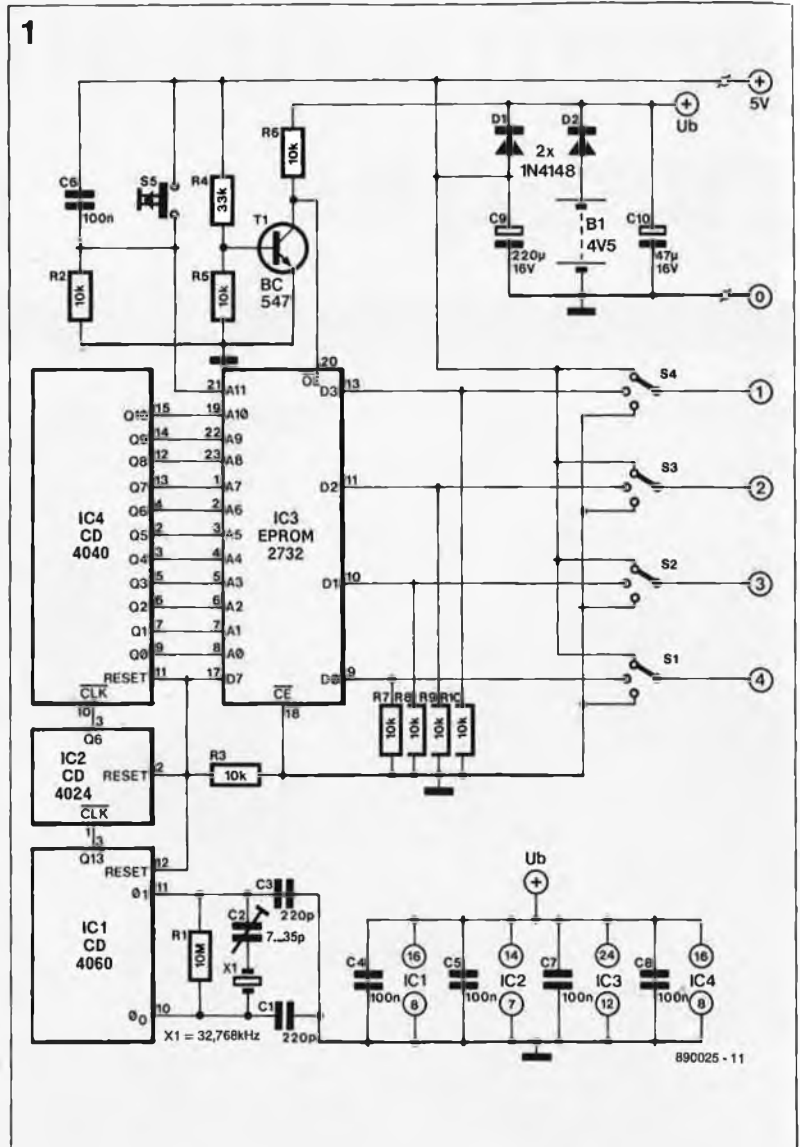 1
+
5V
+
Ub
R6
10k
D1
D2
2x
1N4148
C6
100n
S5
R4
33k
T1
BC
547
R2
10k
R5
10k
C9
220µ
16V
B1
4V5
C10
47µ
16V
0
20
OE
IC4
CD
4040
Q10 15 19 A10
21 A11
Q9 14 22 A9
Q8 12 23 A8
Q7 13 1 A7
Q6 4 2 A6
Q5 2 3 A5
Q4 3 4 A4
Q3 5 5 A3
Q2 6 6 A2
Q1 7 7 A1
Q0 9 8 A0
RESET 11 17 D7
CLK
10
IC3
EPROM
2732
D3 13
D2 11
D1 10
D0 9
CE
18
S4
1
S3
2
S2
3
S1
4
R7 R8 R9 R10
10k 10k 10k 10k
3
Q6
IC2
CD
4024
RESET 2
CLK
1
R3
10k
3
Q13
RESET 12
11
Ø1
IC1
CD
4060
10
Ø0
R1
10M
C2
7...35p
X1
C3
220p
C1
220p
X1 = 32,768kHz
Ub
+
C4
100n
16
IC1
8
C5
100n
14
IC2
7
C7
100n
24
IC3
12
C8
100n
16
IC4
8
890025 - 11